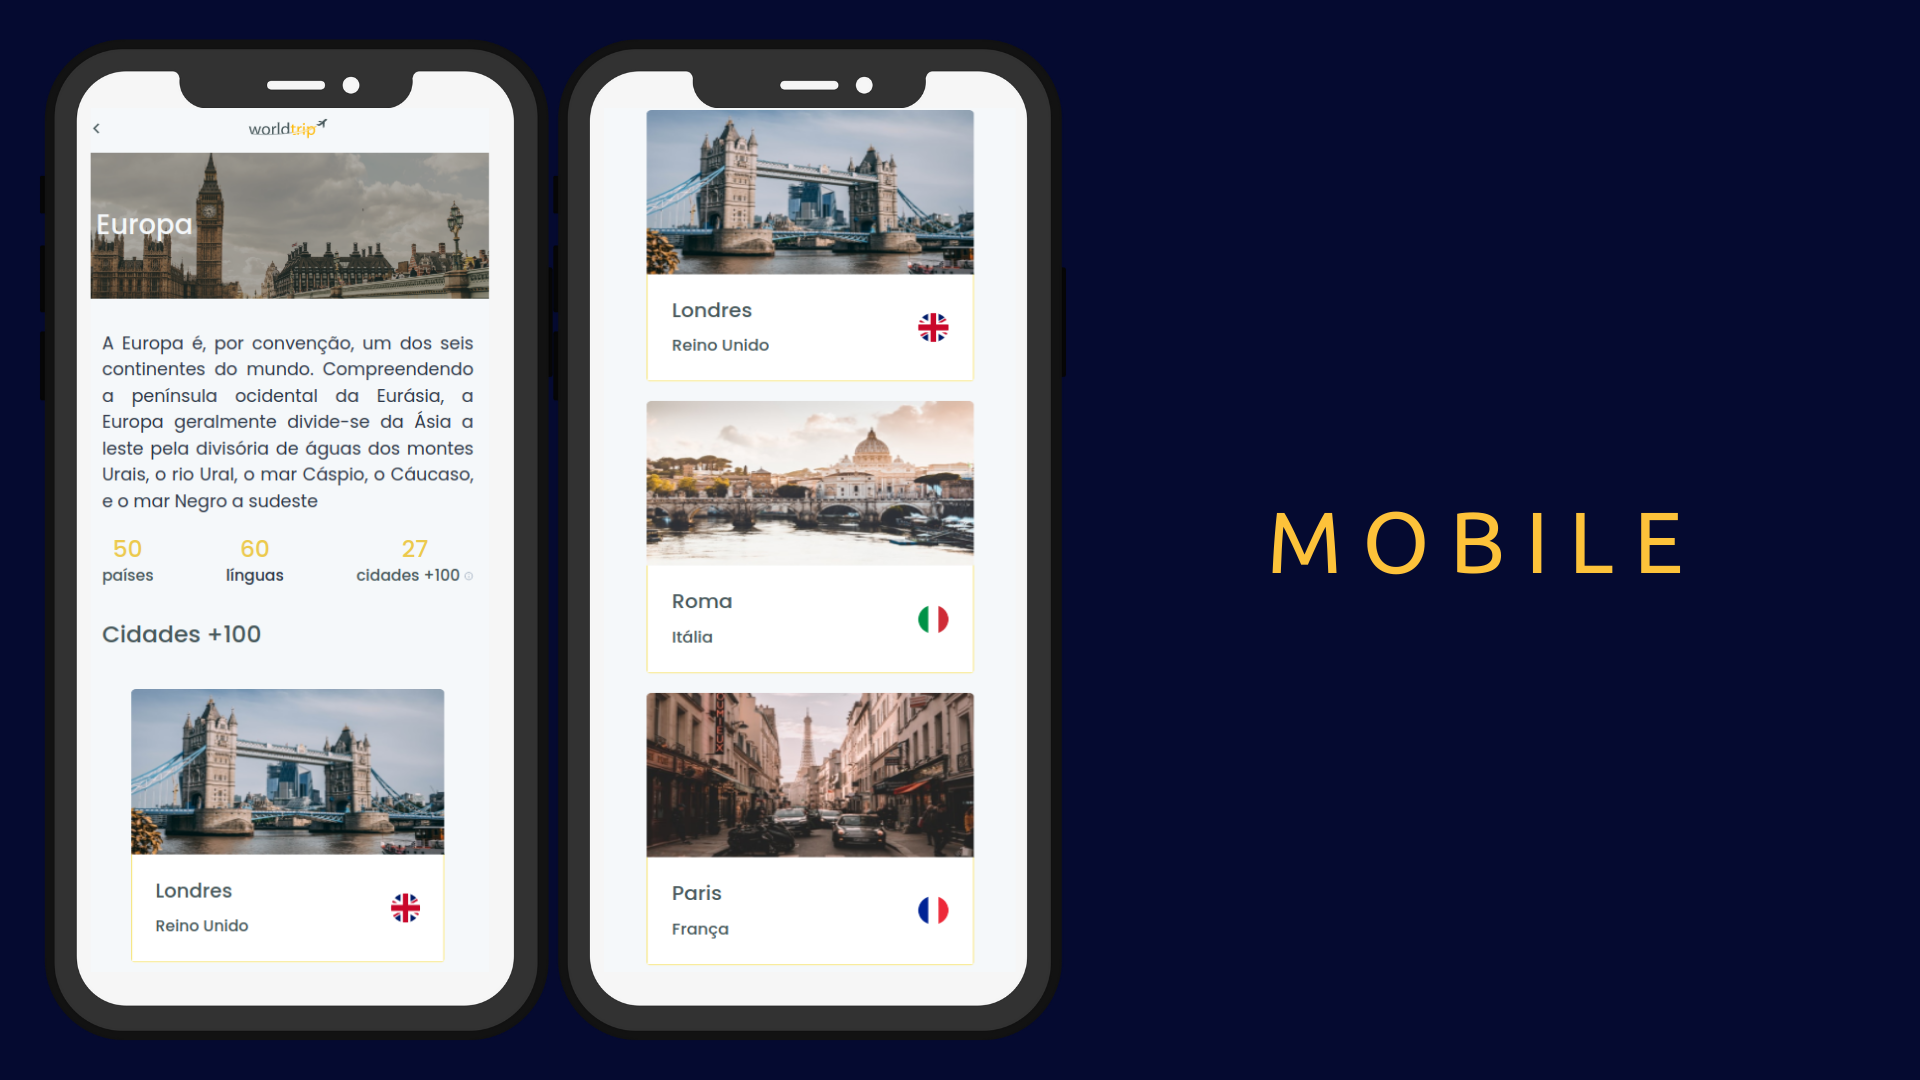 worldtrip
Europa
A Europa é, por convenção, um dos seis
continentes do mundo. Compreendendo
a península ocidental da Eurásia, a
Europa geralmente divide-se da Ásia a
leste pela divisória de águas dos montes
Urais, o rio Ural, o mar Cáspio, o Cáucaso,
e o mar Negro a sudeste
50 60 27
países línguas cidades +100
Cidades +100
Londres
Reino Unido
Londres
Reino Unido
Roma
Itália
Paris
França
MOBILE